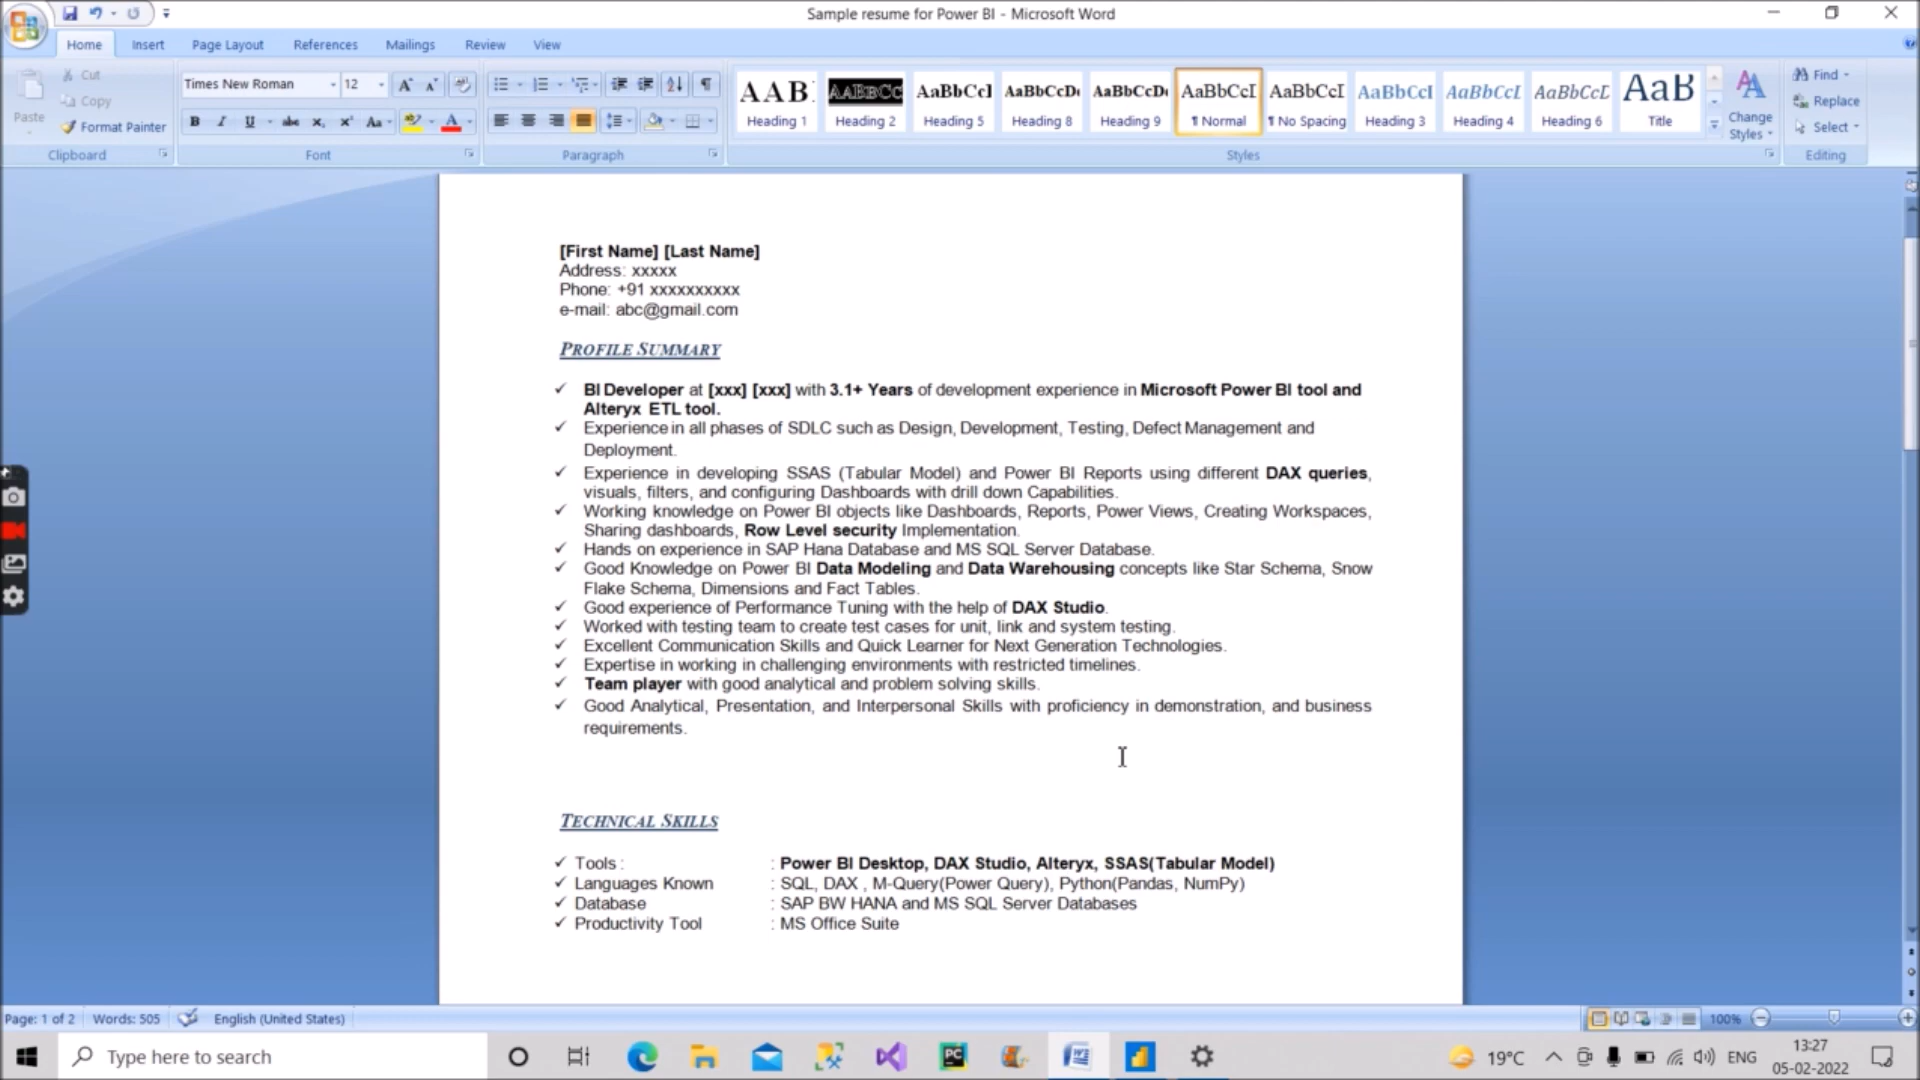 Sample resume for Power BI - Microsoft Word
Home Insert Page Layout References Mailings Review View
Paste
Cut
Copy
Format Painter
Clipboard
Times New Roman 12
Font
Paragraph
AAB AaBbCc AaBbCcI AaBbCcD AaBbCcD AaBbCcI AaBbCcI AaBbCcI AaBbCcI AaBbCcD AaB
Heading 1 Heading 2 Heading 5 Heading 8 Heading 9 ¶ Normal ¶ No Spacing Heading 3 Heading 4 Heading 6 Title
Change Styles
Styles
Find
Replace
Select
Editing
[First Name] [Last Name]
Address: xxxxx
Phone: +91 xxxxxxxxxx
e-mail: abc@gmail.com
PROFILE SUMMARY
✓ BI Developer at [xxx] [xxx] with 3.1+ Years of development experience in Microsoft Power BI tool and
Alteryx ETL tool.
✓ Experience in all phases of SDLC such as Design, Development, Testing, Defect Management and
Deployment.
✓ Experience in developing SSAS (Tabular Model) and Power BI Reports using different DAX queries,
visuals, filters, and configuring Dashboards with drill down Capabilities.
✓ Working knowledge on Power BI objects like Dashboards, Reports, Power Views, Creating Workspaces,
Sharing dashboards, Row Level security Implementation.
✓ Hands on experience in SAP Hana Database and MS SQL Server Database.
✓ Good Knowledge on Power BI Data Modeling and Data Warehousing concepts like Star Schema, Snow
Flake Schema, Dimensions and Fact Tables.
✓ Good experience of Performance Tuning with the help of DAX Studio.
✓ Worked with testing team to create test cases for unit, link and system testing.
✓ Excellent Communication Skills and Quick Learner for Next Generation Technologies.
✓ Expertise in working in challenging environments with restricted timelines.
✓ Team player with good analytical and problem solving skills.
✓ Good Analytical, Presentation, and Interpersonal Skills with proficiency in demonstration, and business
requirements.
TECHNICAL SKILLS
✓ Tools : : Power BI Desktop, DAX Studio, Alteryx, SSAS(Tabular Model)
✓ Languages Known : SQL, DAX , M-Query(Power Query), Python(Pandas, NumPy)
✓ Database : SAP BW HANA and MS SQL Server Databases
✓ Productivity Tool : MS Office Suite
Page: 1 of 2 Words: 505 English (United States) 100%
Type here to search
19°C ENG
13:27
05-02-2022